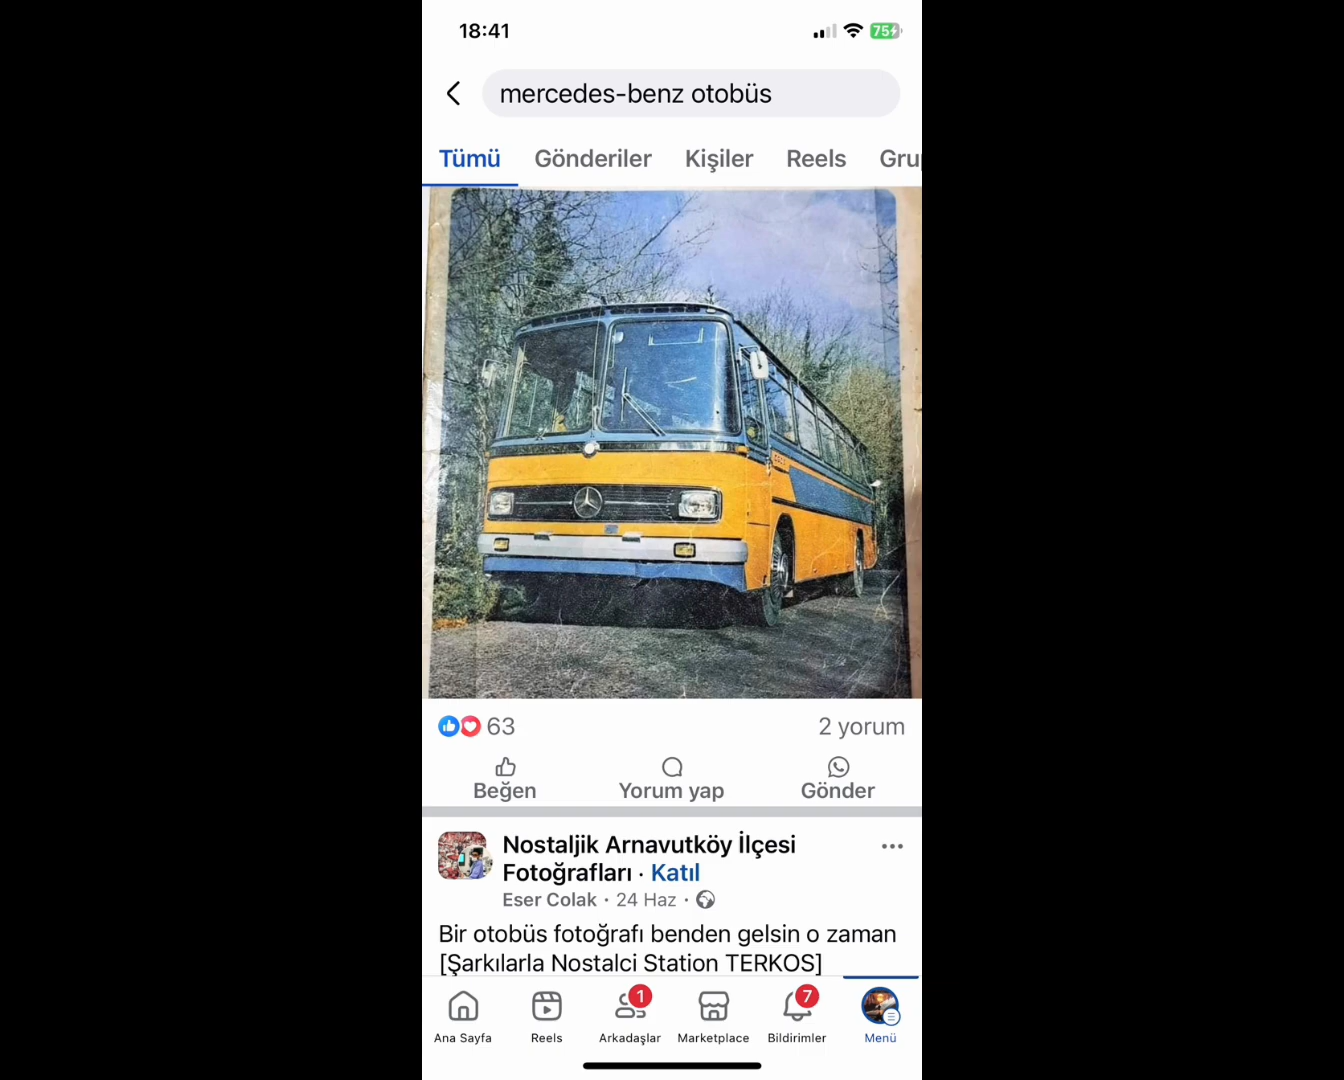 18:41
75
mercedes-benz otobüs
Tümü
Gönderiler
Kişiler
Reels
Gru
63
2 yorum
Beğen
Yorum yap
Gönder
Nostaljik Arnavutköy İlçesi
Fotoğrafları · Katıl
Eser Colak · 24 Haz ·
Bir otobüs fotoğrafı benden gelsin o zaman
[Şarkılarla Nostalci Station TERKOS]
1
7
Ana Sayfa
Reels
Arkadaşlar
Marketplace
Bildirimler
Menü